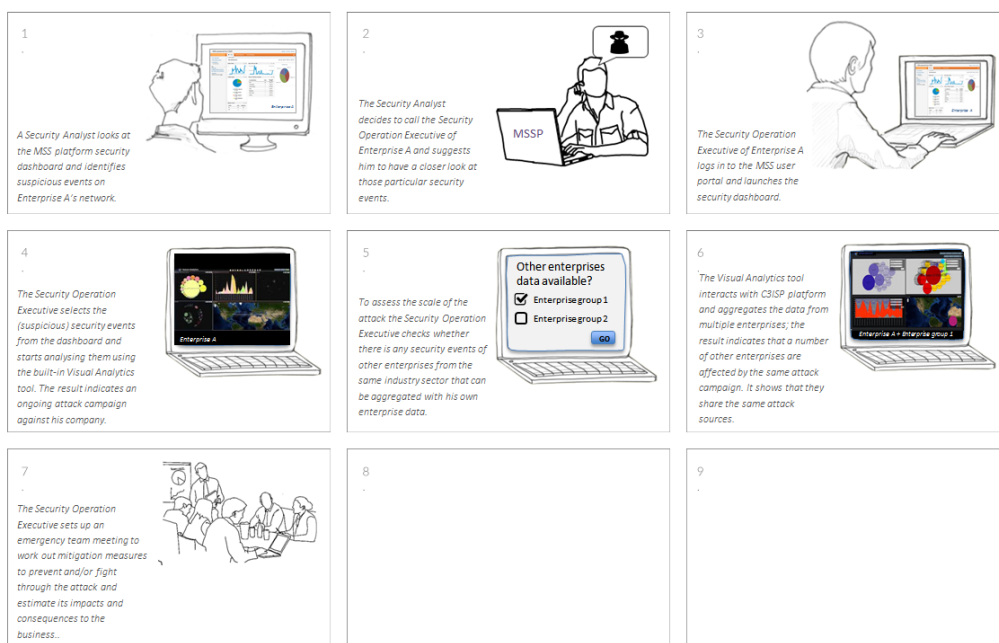 1
.
A Security Analyst looks at
the MSS platform security
dashboard and identifies
suspicious events on
Enterprise A's network.
Enterprise A
2
.
The Security Analyst
decides to call the Security
Operation Executive of
Enterprise A and suggests
him to have a closer look at
those particular security
events.
MSSP
3
.
The Security Operation
Executive of Enterprise A
logs in to the MSS user
portal and launches the
security dashboard.
Enterprise A
4
.
The Security Operation
Executive selects the
(suspicious) security events
from the dashboard and
starts analysing them using
the built-in Visual Analytics
tool. The result indicates an
ongoing attack campaign
against his company.
Enterprise A
5
.
To assess the scale of the
attack the Security Operation
Executive checks whether
there is any security events of
other enterprises from the
same industry sector that can
be aggregated with his own
enterprise data.
Other enterprises
data available?
Enterprise group 1
Enterprise group 2
GO
6
.
The Visual Analytics tool
interacts with C3ISP platform
and aggregates the data from
multiple enterprises; the
result indicates that a number
of other enterprises are
affected by the same attack
campaign. It shows that they
share the same attack
sources.
Enterprise A + Enterprise group 1
7
.
The Security Operation
Executive sets up an
emergency team meeting to
work out mitigation measures
to prevent and/or fight
through the attack and
estimate its impacts and
consequences to the
business...
8
.
9
.